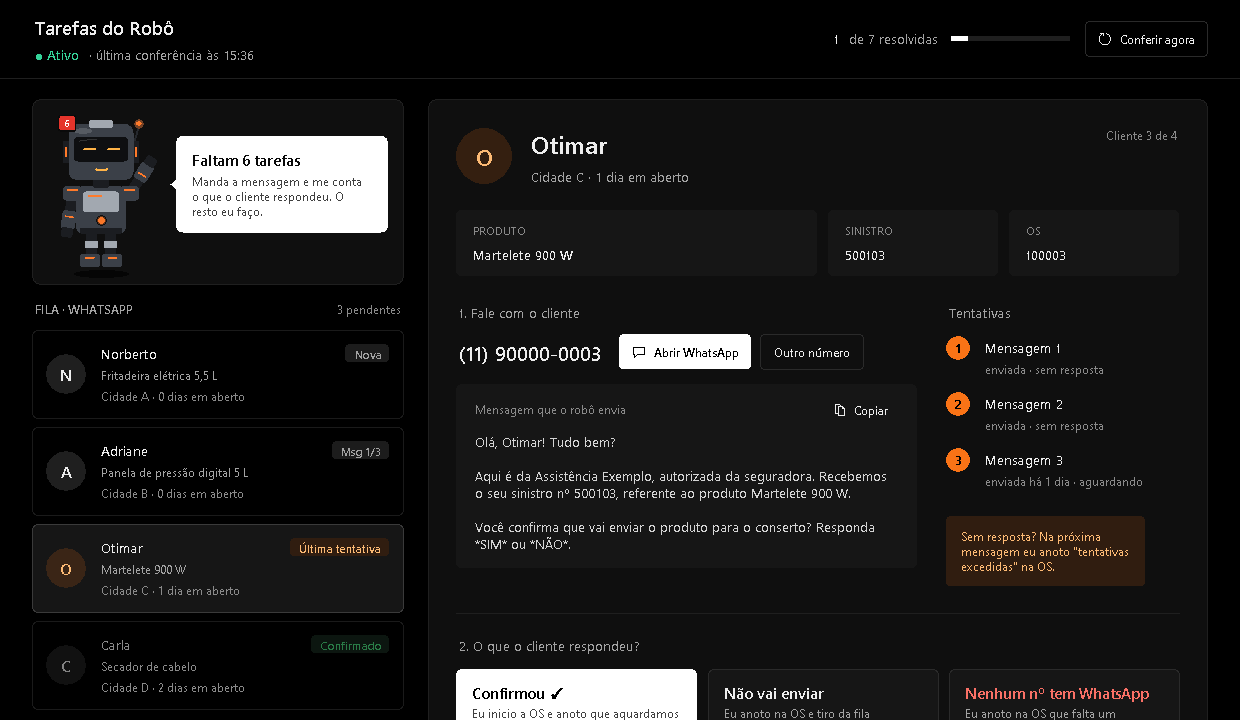 Tarefas do Robô
Ativo · última conferência às 15:36
1 de 7 resolvidas
Conferir agora
6
Faltam 6 tarefas
Manda a mensagem e me conta
o que o cliente respondeu. O
resto eu faço.
FILA · WHATSAPP
3 pendentes
N
Norberto
Nova
Fritadeira elétrica 5,5 L
Cidade A · 0 dias em aberto
A
Adriane
Msg 1/3
Panela de pressão digital 5 L
Cidade B · 0 dias em aberto
O
Otimar
Última tentativa
Martelete 900 W
Cidade C · 1 dia em aberto
C
Carla
Confirmado
Secador de cabelo
Cidade D · 2 dias em aberto
O
Otimar
Cidade C · 1 dia em aberto
Cliente 3 de 4
PRODUTO
Martelete 900 W
SINISTRO
500103
OS
100003
1. Fale com o cliente
(11) 90000-0003
Abrir WhatsApp
Outro número
Mensagem que o robô envia
Copiar
Olá, Otimar! Tudo bem?
Aqui é da Assistência Exemplo, autorizada da seguradora. Recebemos
o seu sinistro nº 500103, referente ao produto Martelete 900 W.
Você confirma que vai enviar o produto para o conserto? Responda
*SIM* ou *NÃO*.
Tentativas
1
Mensagem 1
enviada · sem resposta
2
Mensagem 2
enviada · sem resposta
3
Mensagem 3
enviada há 1 dia · aguardando
Sem resposta? Na próxima
mensagem eu anoto "tentativas
excedidas" na OS.
2. O que o cliente respondeu?
Confirmou ✔
Eu inicio a OS e anoto que aguardamos
Não vai enviar
Eu anoto na OS e tiro da fila
Nenhum nº tem WhatsApp
Eu anoto na OS que falta um